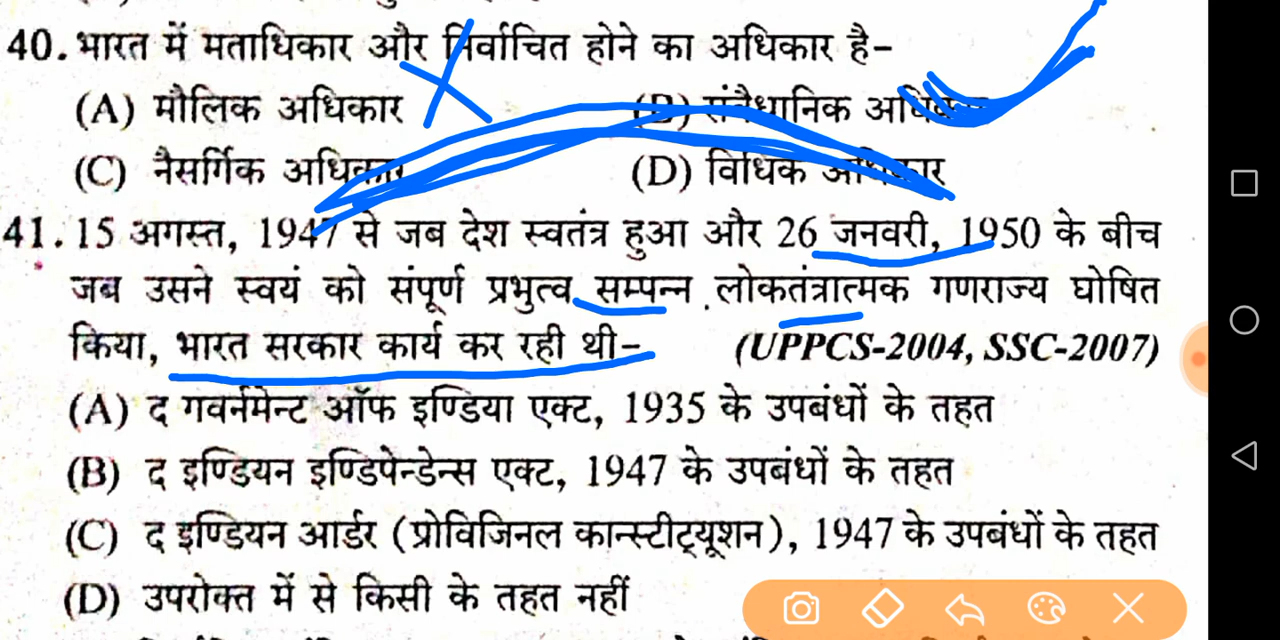 40. भारत में मताधिकार और निर्वाचित होने का अधिकार है–
(A) मौलिक अधिकार (B) संवैधानिक अधिकार
(C) नैसर्गिक अधिकार (D) विधिक अधिकार
41. 15 अगस्त, 1947 से जब देश स्वतंत्र हुआ और 26 जनवरी, 1950 के बीच
जब उसने स्वयं को संपूर्ण प्रभुत्व सम्पन्न लोकतंत्रात्मक गणराज्य घोषित
किया, भारत सरकार कार्य कर रही थी– (UPPCS-2004, SSC-2007)
(A) द गवर्नमेन्ट ऑफ इण्डिया एक्ट, 1935 के उपबंधों के तहत
(B) द इण्डियन इण्डिपेन्डेन्स एक्ट, 1947 के उपबंधों के तहत
(C) द इण्डियन आर्डर (प्रोविजिनल कान्स्टीट्यूशन), 1947 के उपबंधों के तहत
(D) उपरोक्त में से किसी के तहत नहीं